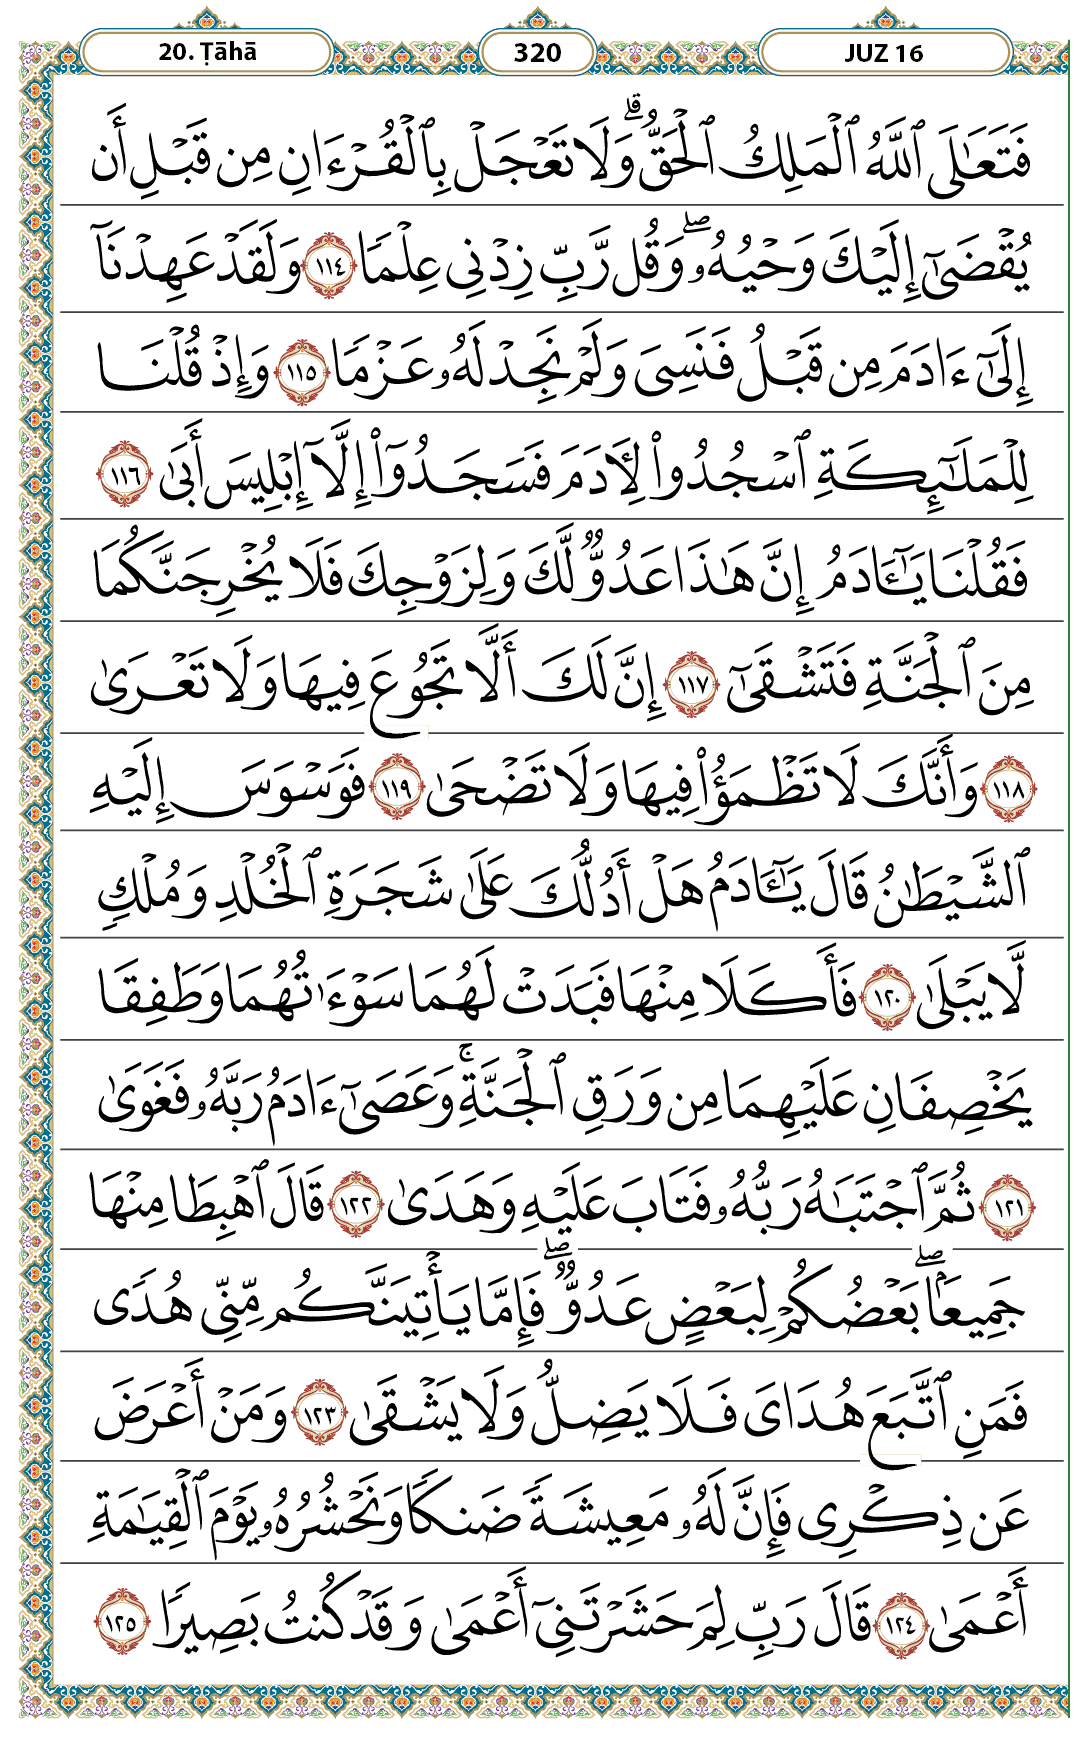 20. Ṭāhā
320
JUZ 16
فَتَعَٰلَى ٱللَّهُ ٱلْمَلِكُ ٱلْحَقُّ ۗ وَلَا تَعْجَلْ بِٱلْقُرْءَانِ مِن قَبْلِ أَن
يُقْضَىٰٓ إِلَيْكَ وَحْيُهُۥ ۖ وَقُل رَّبِّ زِدْنِى عِلْمًا ١١٤ وَلَقَدْ عَهِدْنَآ
إِلَىٰٓ ءَادَمَ مِن قَبْلُ فَنَسِىَ وَلَمْ نَجِدْ لَهُۥ عَزْمًا ١١٥ وَإِذْ قُلْنَا
لِلْمَلَٰٓئِكَةِ ٱسْجُدُوا۟ لِءَادَمَ فَسَجَدُوٓا۟ إِلَّآ إِبْلِيسَ أَبَىٰ ١١٦
فَقُلْنَا يَٰٓـَٔادَمُ إِنَّ هَٰذَا عَدُوٌّ لَّكَ وَلِزَوْجِكَ فَلَا يُخْرِجَنَّكُمَا
مِنَ ٱلْجَنَّةِ فَتَشْقَىٰٓ ١١٧ إِنَّ لَكَ أَلَّا تَجُوعَ فِيهَا وَلَا تَعْرَىٰ
١١٨ وَأَنَّكَ لَا تَظْمَؤُا۟ فِيهَا وَلَا تَضْحَىٰ ١١٩ فَوَسْوَسَ إِلَيْهِ
ٱلشَّيْطَٰنُ قَالَ يَٰٓـَٔادَمُ هَلْ أَدُلُّكَ عَلَىٰ شَجَرَةِ ٱلْخُلْدِ وَمُلْكٍ
لَّا يَبْلَىٰ ١٢٠ فَأَكَلَا مِنْهَا فَبَدَتْ لَهُمَا سَوْءَٰتُهُمَا وَطَفِقَا
يَخْصِفَانِ عَلَيْهِمَا مِن وَرَقِ ٱلْجَنَّةِ ۚ وَعَصَىٰٓ ءَادَمُ رَبَّهُۥ فَغَوَىٰ
١٢١ ثُمَّ ٱجْتَبَٰهُ رَبُّهُۥ فَتَابَ عَلَيْهِ وَهَدَىٰ ١٢٢ قَالَ ٱهْبِطَا مِنْهَا
جَمِيعًۢا ۖ بَعْضُكُمْ لِبَعْضٍ عَدُوٌّ ۖ فَإِمَّا يَأْتِيَنَّكُم مِّنِّى هُدًى
فَمَنِ ٱتَّبَعَ هُدَاىَ فَلَا يَضِلُّ وَلَا يَشْقَىٰ ١٢٣ وَمَنْ أَعْرَضَ
عَن ذِكْرِى فَإِنَّ لَهُۥ مَعِيشَةً ضَنكًا وَنَحْشُرُهُۥ يَوْمَ ٱلْقِيَٰمَةِ
أَعْمَىٰ ١٢٤ قَالَ رَبِّ لِمَ حَشَرْتَنِىٓ أَعْمَىٰ وَقَدْ كُنتُ بَصِيرًا ١٢٥